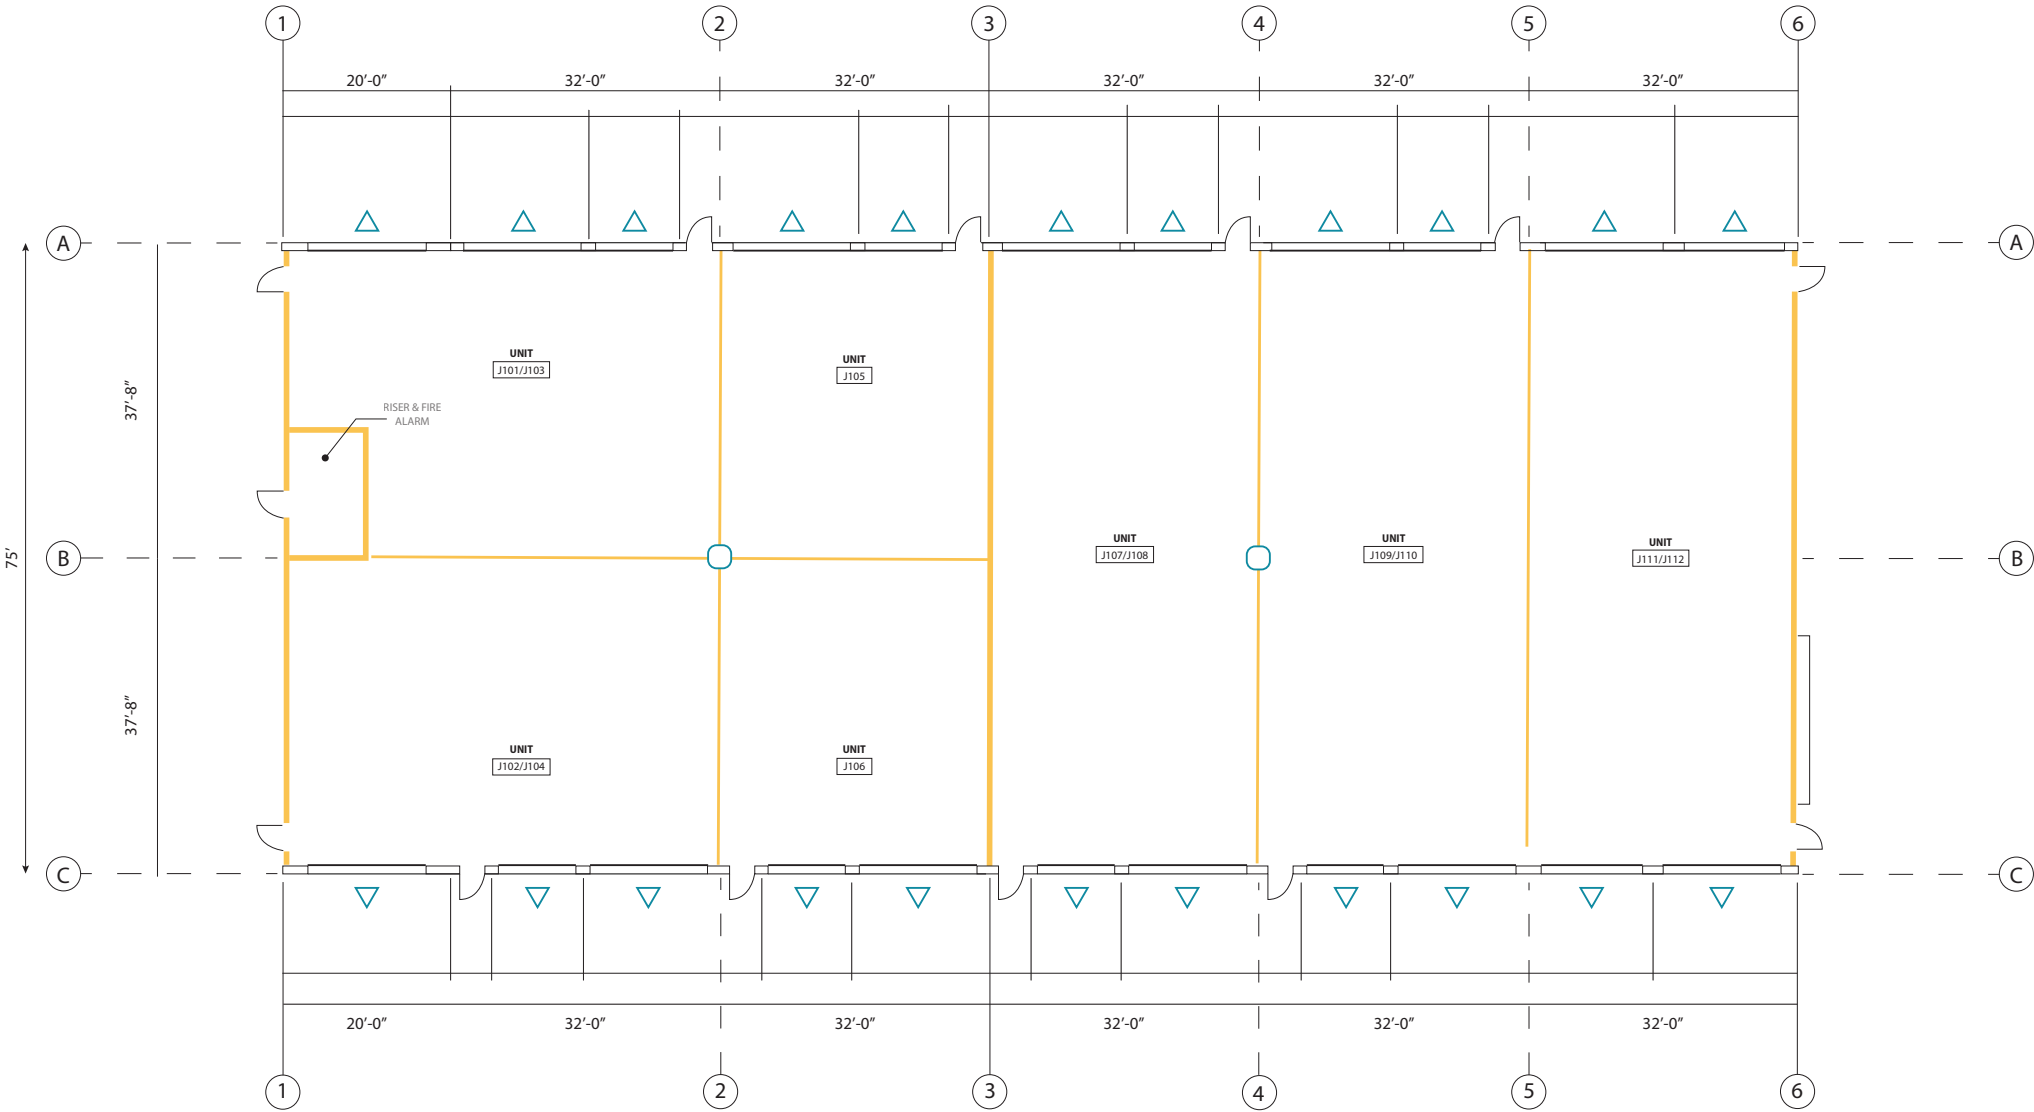 1 2 3 4 5 6
20'-0" 32'-0" 32'-0" 32'-0" 32'-0" 32'-0"
A A
UNIT
J101/J103
UNIT
J105
37'-8"
RISER & FIRE
ALARM
75'
B B
UNIT
J107/J108
UNIT
J109/J110
UNIT
J111/J112
37'-8"
UNIT
J102/J104
UNIT
J106
C C
20'-0" 32'-0" 32'-0" 32'-0" 32'-0" 32'-0"
1 2 3 4 5 6